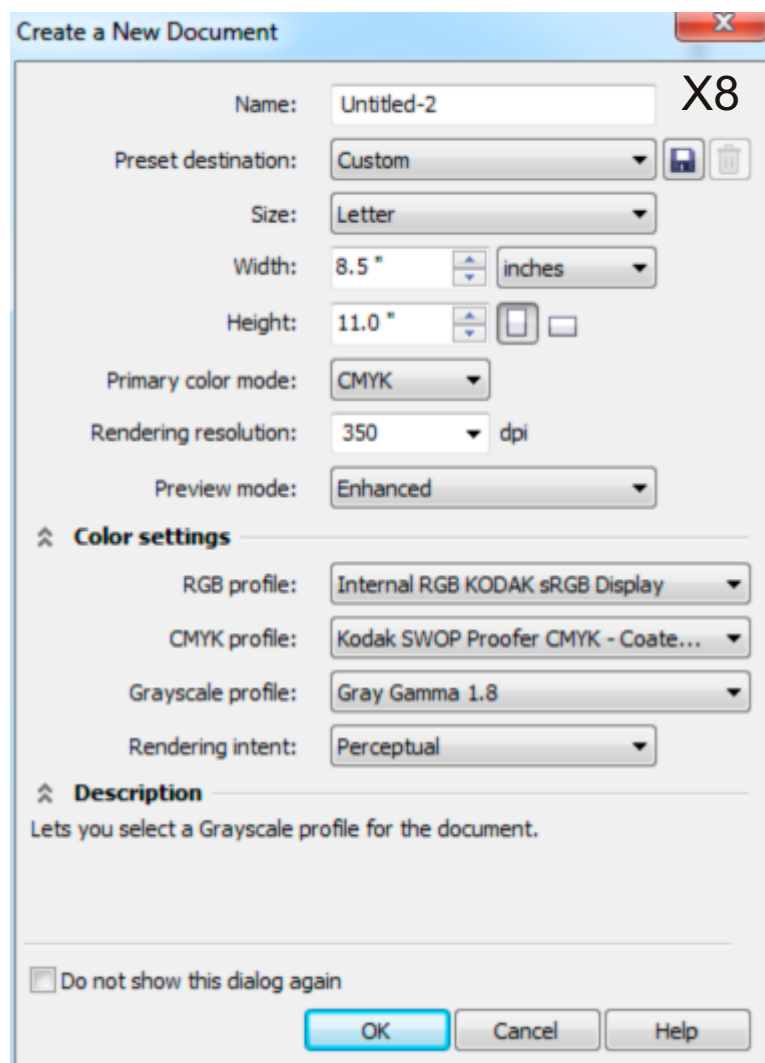 Create a New Document
X8
Name: Untitled-2
Preset destination: Custom
Size: Letter
Width: 8.5 " inches
Height: 11.0 "
Primary color mode: CMYK
Rendering resolution: 350 dpi
Preview mode: Enhanced
Color settings
RGB profile: Internal RGB KODAK sRGB Display
CMYK profile: Kodak SWOP Proofer CMYK - Coate...
Grayscale profile: Gray Gamma 1.8
Rendering intent: Perceptual
Description
Lets you select a Grayscale profile for the document.
Do not show this dialog again
OK Cancel Help